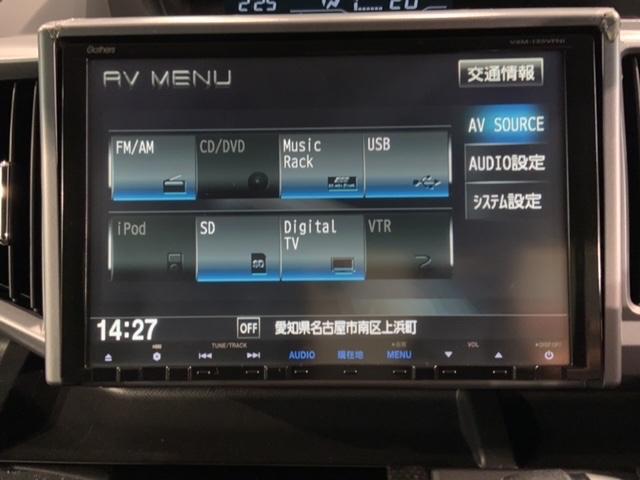 225
20
Gathers
AV MENU
交通情報
FM/AM
CD/DVD
Music Rack
USB
AV SOURCE
AUDIO設定
システム設定
iPod
SD
Digital TV
VTR
SD
14:27
OFF
愛知県名古屋市南区上浜町
TUNE/TRACK
VOL
AUDIO
現在地
MENU